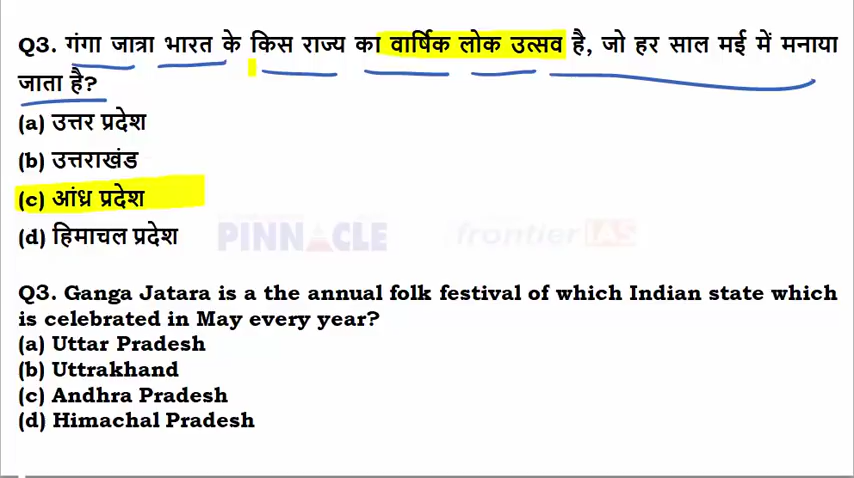 Q3. गंगा जात्रा भारत के किस राज्य का वार्षिक लोक उत्सव है, जो हर साल मई में मनाया
जाता है?
(a) उत्तर प्रदेश
(b) उत्तराखंड
(c) आंध्र प्रदेश
(d) हिमाचल प्रदेश
PINNACLE frontier IAS
Q3. Ganga Jatara is a the annual folk festival of which Indian state which
is celebrated in May every year?
(a) Uttar Pradesh
(b) Uttrakhand
(c) Andhra Pradesh
(d) Himachal Pradesh